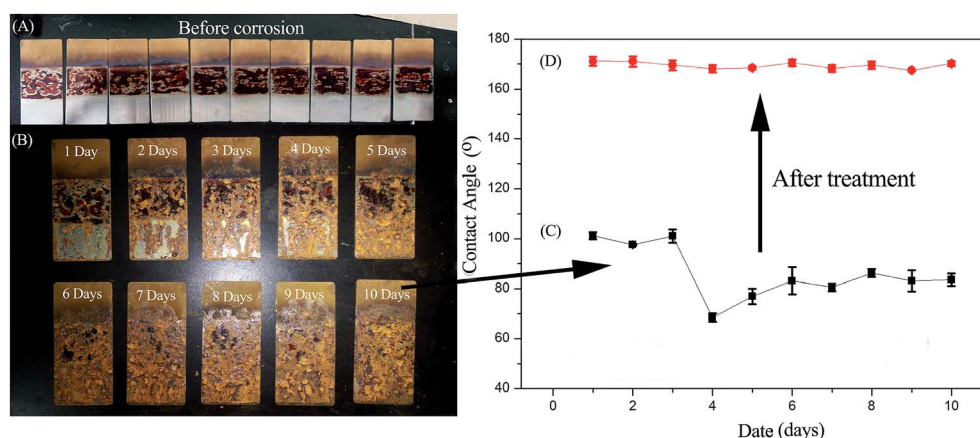 (A)
Before corrosion
(B)
1 Day
2 Days
3 Days
4 Days
5 Days
6 Days
7 Days
8 Days
9 Days
10 Days
180
160
140
120
100
80
60
40
Contact Angle (º)
(D)
After treatment
(C)
0 2 4 6 8 10
Date (days)